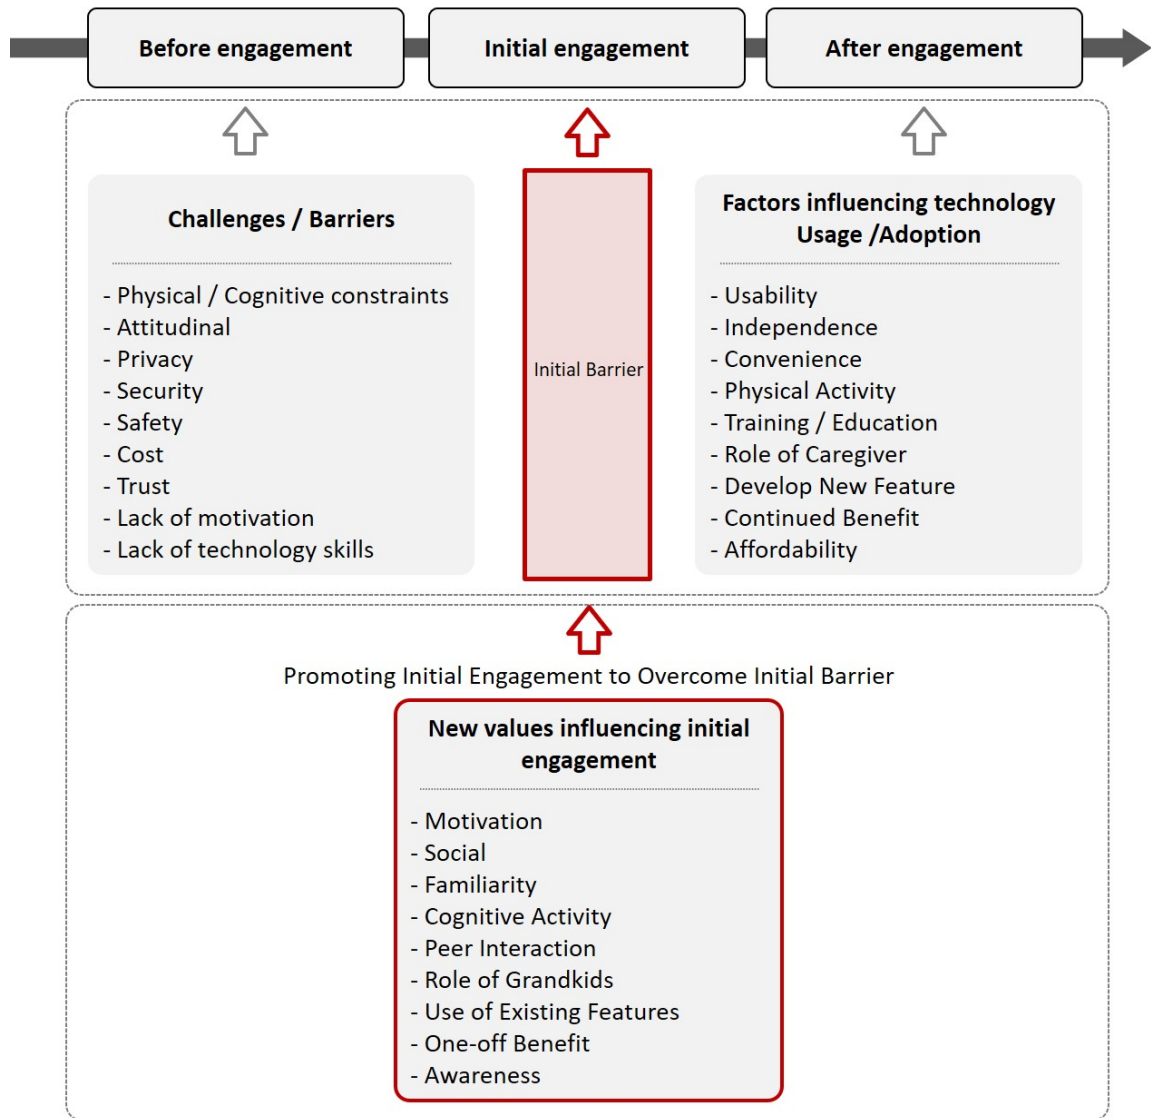 Before engagement
Initial engagement
After engagement
Challenges / Barriers
- Physical / Cognitive constraints
- Attitudinal
- Privacy
- Security
- Safety
- Cost
- Trust
- Lack of motivation
- Lack of technology skills
Initial Barrier
Factors influencing technology
Usage /Adoption
- Usability
- Independence
- Convenience
- Physical Activity
- Training / Education
- Role of Caregiver
- Develop New Feature
- Continued Benefit
- Affordability
Promoting Initial Engagement to Overcome Initial Barrier
New values influencing initial
engagement
- Motivation
- Social
- Familiarity
- Cognitive Activity
- Peer Interaction
- Role of Grandkids
- Use of Existing Features
- One-off Benefit
- Awareness